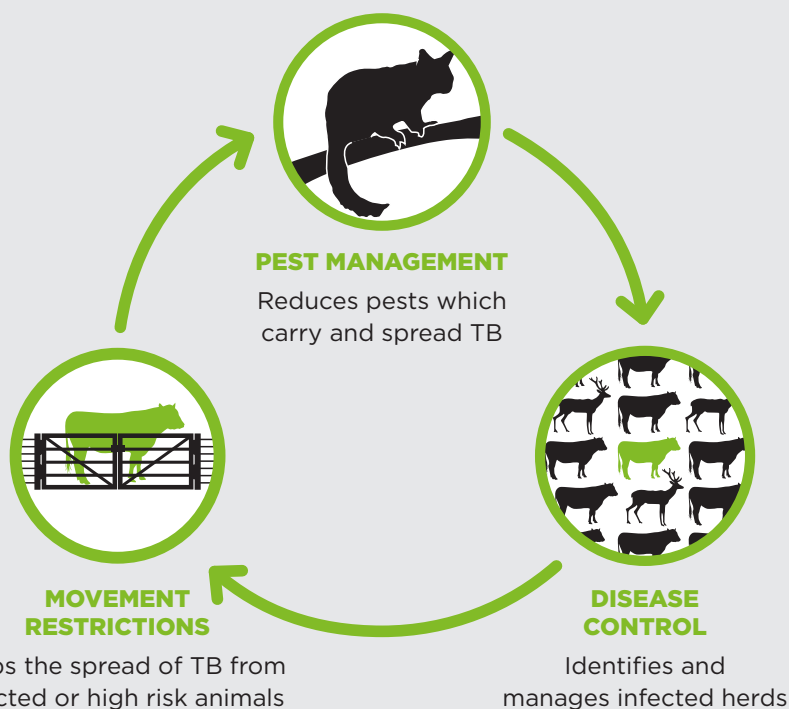 PEST MANAGEMENT
Reduces pests which
carry and spread TB
MOVEMENT
RESTRICTIONS
the spread of TB from
or high risk animals
DISEASE
CONTROL
Identifies and
manages infected herds